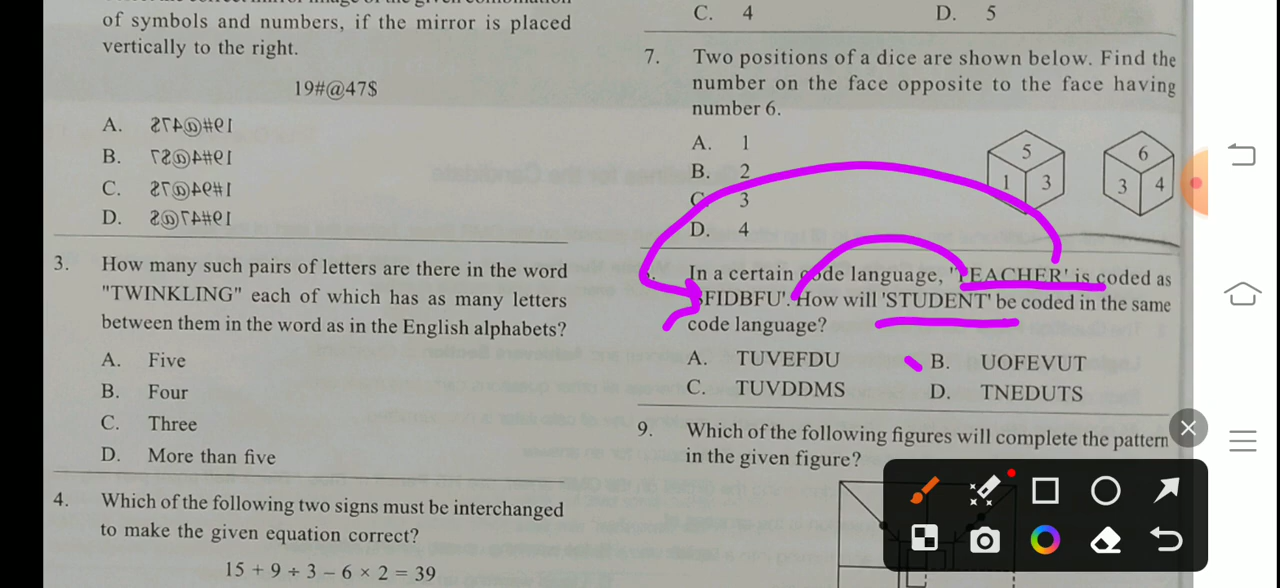 of symbols and numbers, if the mirror is placed
vertically to the right.
19#@47$
A.
B.
C.
D.
3. How many such pairs of letters are there in the word
"TWINKLING" each of which has as many letters
between them in the word as in the English alphabets?
A. Five
B. Four
C. Three
D. More than five
4. Which of the following two signs must be interchanged
to make the given equation correct?
15 + 9 ÷ 3 – 6 × 2 = 39
C. 4 D. 5
7. Two positions of a dice are shown below. Find the
number on the face opposite to the face having
number 6.
A. 1
B. 2
C. 3
D. 4
5 1 3
6 3 4
In a certain code language, 'TEACHER' is coded as
SFIDBFU'. How will 'STUDENT' be coded in the same
code language?
A. TUVEFDU B. UOFEVUT
C. TUVDDMS D. TNEDUTS
9. Which of the following figures will complete the pattern
in the given figure?